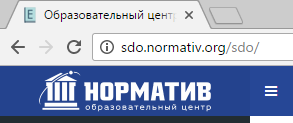 Образовательный центр
sdo.normativ.org/sdo/
НОРМАТИВ
образовательный центр